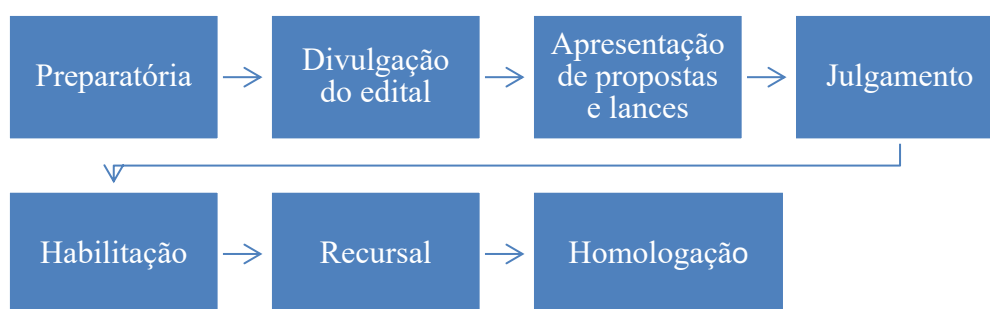 Preparatória
Divulgação
do edital
Apresentação
de propostas
e lances
Julgamento
Habilitação
Recursal
Homologação